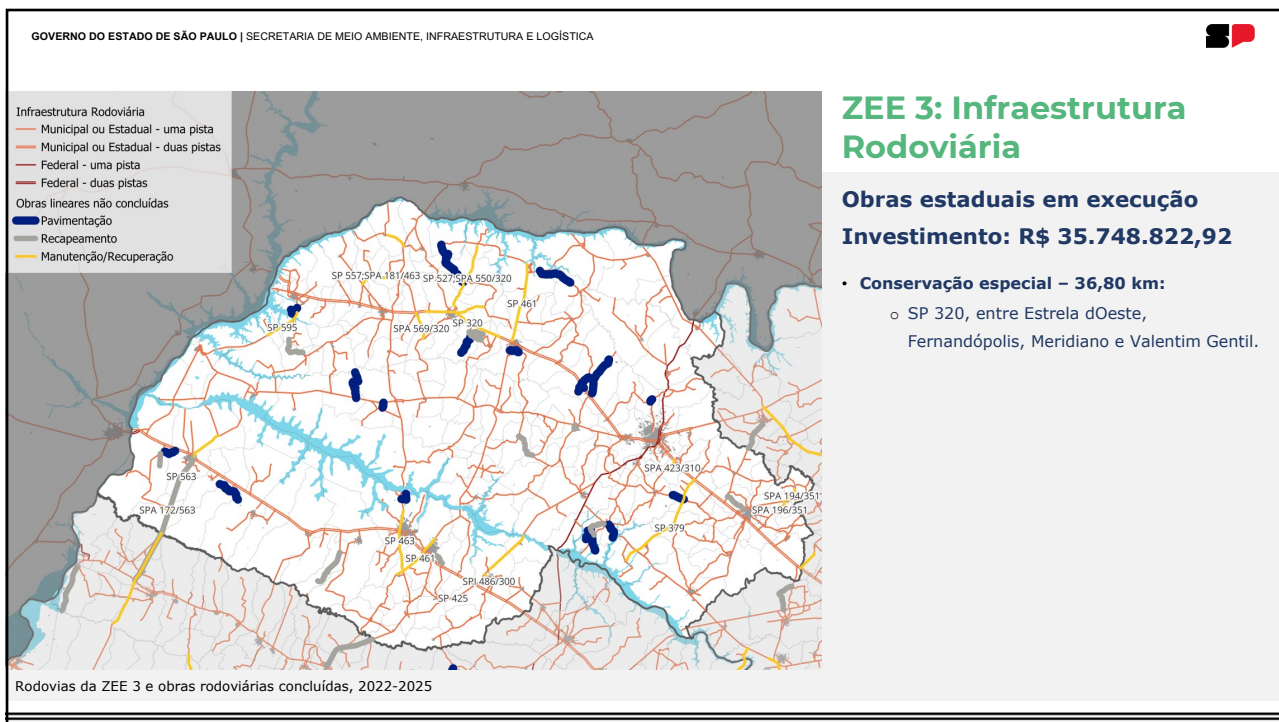 GOVERNO DO ESTADO DE SÃO PAULO | SECRETARIA DE MEIO AMBIENTE, INFRAESTRUTURA E LOGÍSTICA
SP
Infraestrutura Rodoviária
Municipal ou Estadual - uma pista
Municipal ou Estadual - duas pistas
Federal - uma pista
Federal - duas pistas
Obras lineares não concluídas
Pavimentação
Recapeamento
Manutenção/Recuperação
SP 557;SPA 181/463
SP 527;SPA 550/320
SP 461
SP 595
SPA 569/320
SP 320
SP 563
SPA 172/563
SPA 423/310
SPA 194/351
SPA 196/351
SP 379
SP 463
SP 461
SPI 486/300
SP 425
Rodovias da ZEE 3 e obras rodoviárias concluídas, 2022-2025
ZEE 3: Infraestrutura
Rodoviária
Obras estaduais em execução
Investimento: R$ 35.748.822,92
• Conservação especial – 36,80 km:
o SP 320, entre Estrela dOeste,
Fernandópolis, Meridiano e Valentim Gentil.